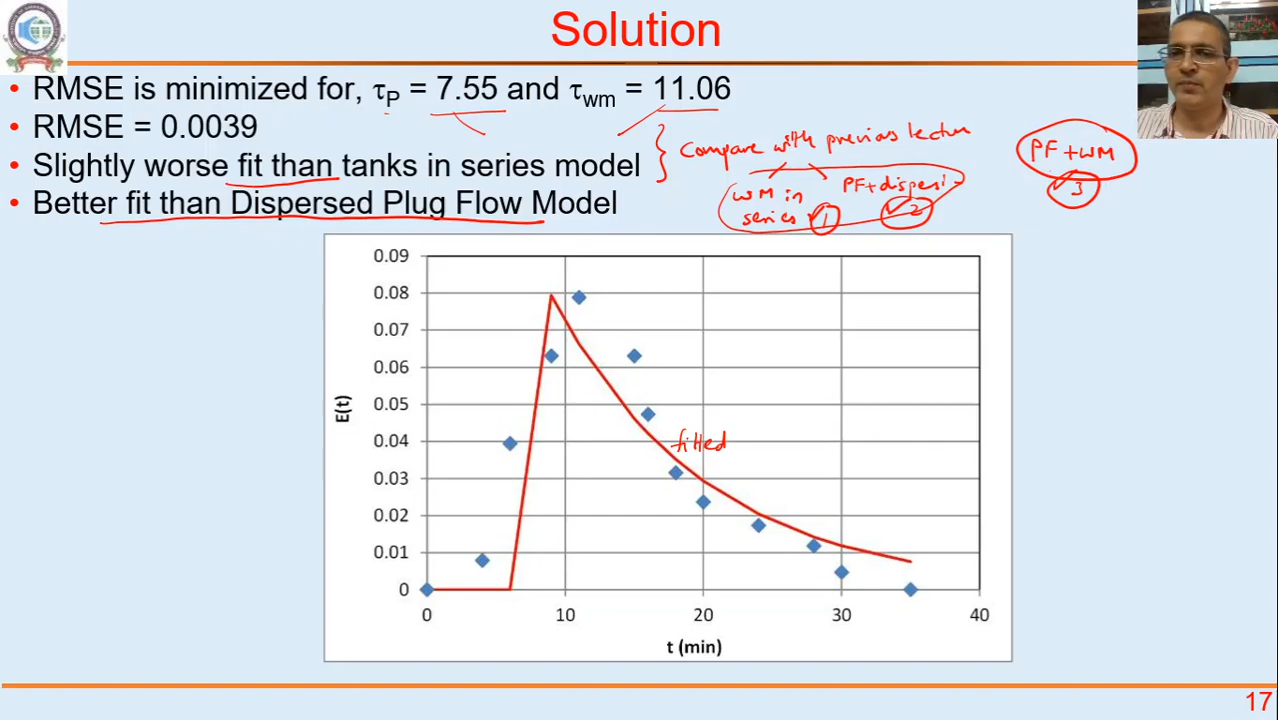 Solution
• RMSE is minimized for, τP = 7.55 and τwm = 11.06
• RMSE = 0.0039
• Slightly worse fit than tanks in series model
• Better fit than Dispersed Plug Flow Model
Compare with previous lecture
WM in series 1
PF+dispersi 2
PF+WM
3
0.09
0.08
0.07
0.06
0.05
0.04
0.03
0.02
0.01
0
E(t)
fitted
0 10 20 30 40
t (min)
17